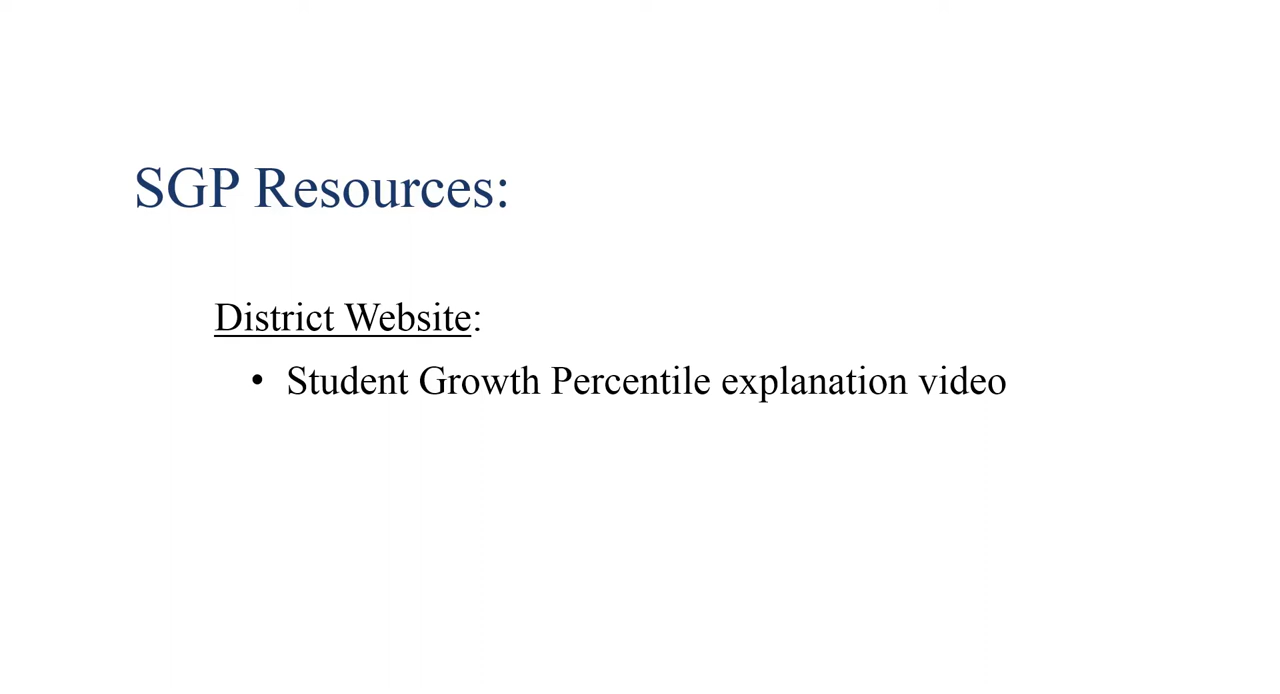 SGP Resources:
District Website:
• Student Growth Percentile explanation video